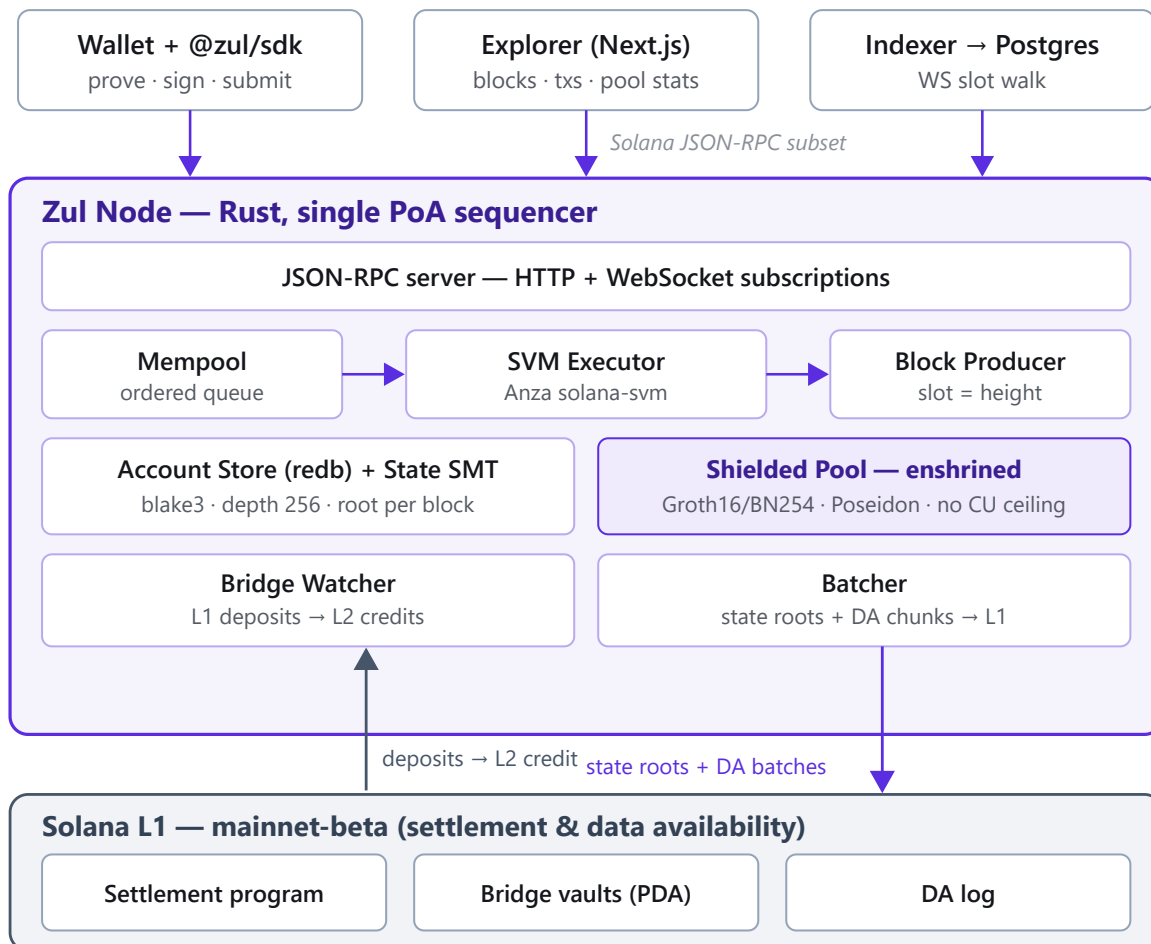 Wallet + @zul/sdk
prove · sign · submit
Explorer (Next.js)
blocks · txs · pool stats
Indexer → Postgres
WS slot walk
Solana JSON-RPC subset
Zul Node — Rust, single PoA sequencer
JSON-RPC server — HTTP + WebSocket subscriptions
Mempool
ordered queue
SVM Executor
Anza solana-svm
Block Producer
slot = height
Account Store (redb) + State SMT
blake3 · depth 256 · root per block
Shielded Pool — enshrined
Groth16/BN254 · Poseidon · no CU ceiling
Bridge Watcher
L1 deposits → L2 credits
Batcher
state roots + DA chunks → L1
deposits → L2 credit
state roots + DA batches
Solana L1 — mainnet-beta (settlement & data availability)
Settlement program
Bridge vaults (PDA)
DA log